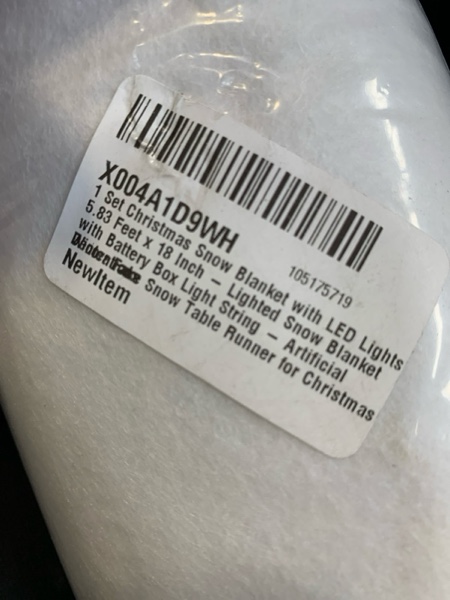 X004A1D9WH
105175719
1 Set Christmas Snow Blanket with LED Lights
5.83 Feet x 18 Inch – Lighted Snow Blanket
with Battery Box Light String – Artificial
Snow Table Runner for Christmas
NewItem